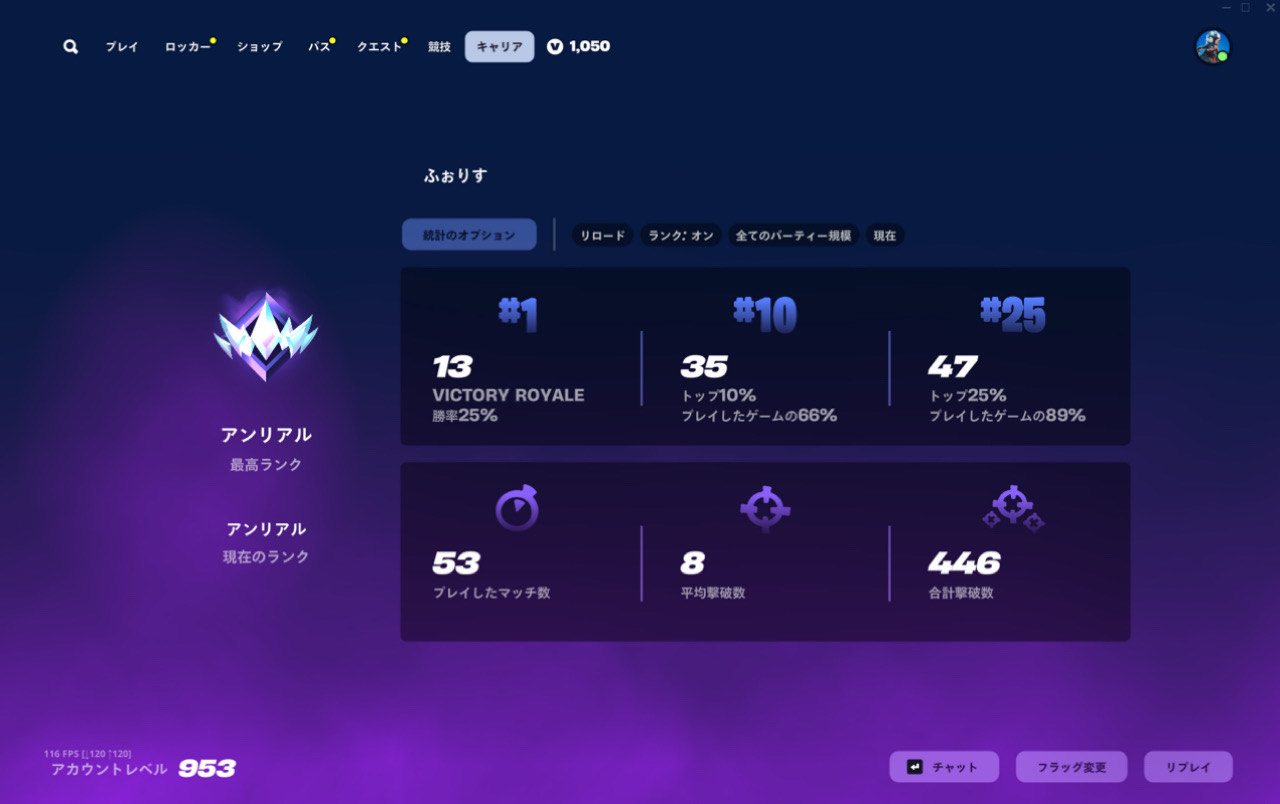 プレイ ロッカー ショップ パス クエスト 競技 キャリア 1,050
ふぉりす
統計のオプション リロード ランク: オン 全てのパーティー規模 現在
#1 #10 #25
13 35 47
VICTORY ROYALE トップ10% トップ25%
勝率25% プレイしたゲームの66% プレイしたゲームの89%
アンリアル
最高ランク
アンリアル
現在のランク
53 8 446
プレイしたマッチ数 平均撃破数 合計撃破数
116 FPS [↓120 ↑120]
アカウントレベル 953
チャット フラッグ変更 リプレイ